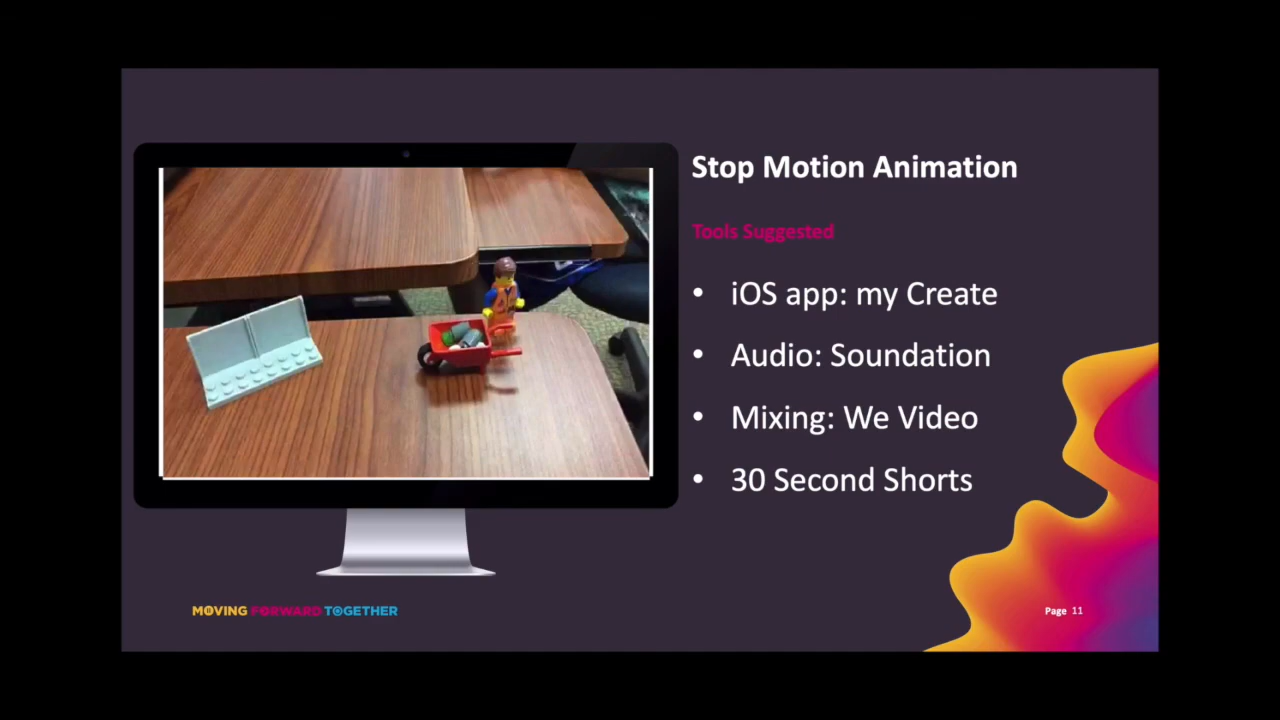 Stop Motion Animation
Tools Suggested
• iOS app: my Create
• Audio: Soundation
• Mixing: We Video
• 30 Second Shorts
MOVING FORWARD TOGETHER
Page 11